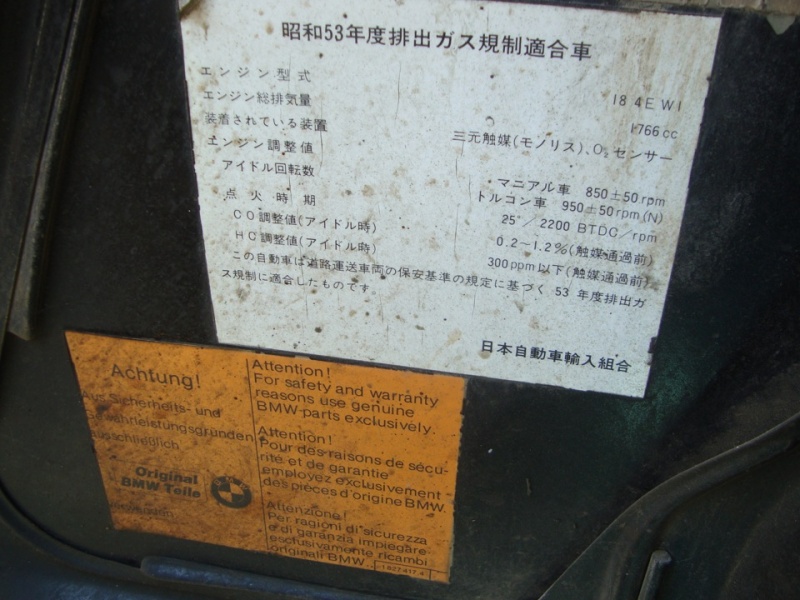 昭和53年度排出ガス規制適合車
エンジン型式 184EW1
エンジン総排気量 1766cc
装着されている装置 三元触媒(モノリス)、O₂センサー
エンジン調整値
アイドル回転数 マニアル車 850±50rpm
トルコン車 950±50rpm(N)
点火時期 25°/2200 BTDC/rpm
CO調整値(アイドル時) 0.2-1.2%(触媒通過前)
HC調整値(アイドル時) 300ppm以下(触媒通過前)
この自動車は道路運送車両の保安基準の規定に基づく 53 年度排出ガ
ス規制に適合したものです
日本自動車輸入組合
Achtung!
Aus Sicherheits- und
Gewährleistungsgründen
ausschließlich
Original
BMW Teile
Attention!
For safety and warranty
reasons use genuine
BMW-parts exclusively.
Attention!
Pour des raisons de sécu-
rité et de garantie
employez exclusivement
des pièces d'origine BMW.
Attenzione!
Per ragioni di sicurezza
e di garanzia impiegare
esclusivamente ricambi
originali BMW.
1 827 417.4